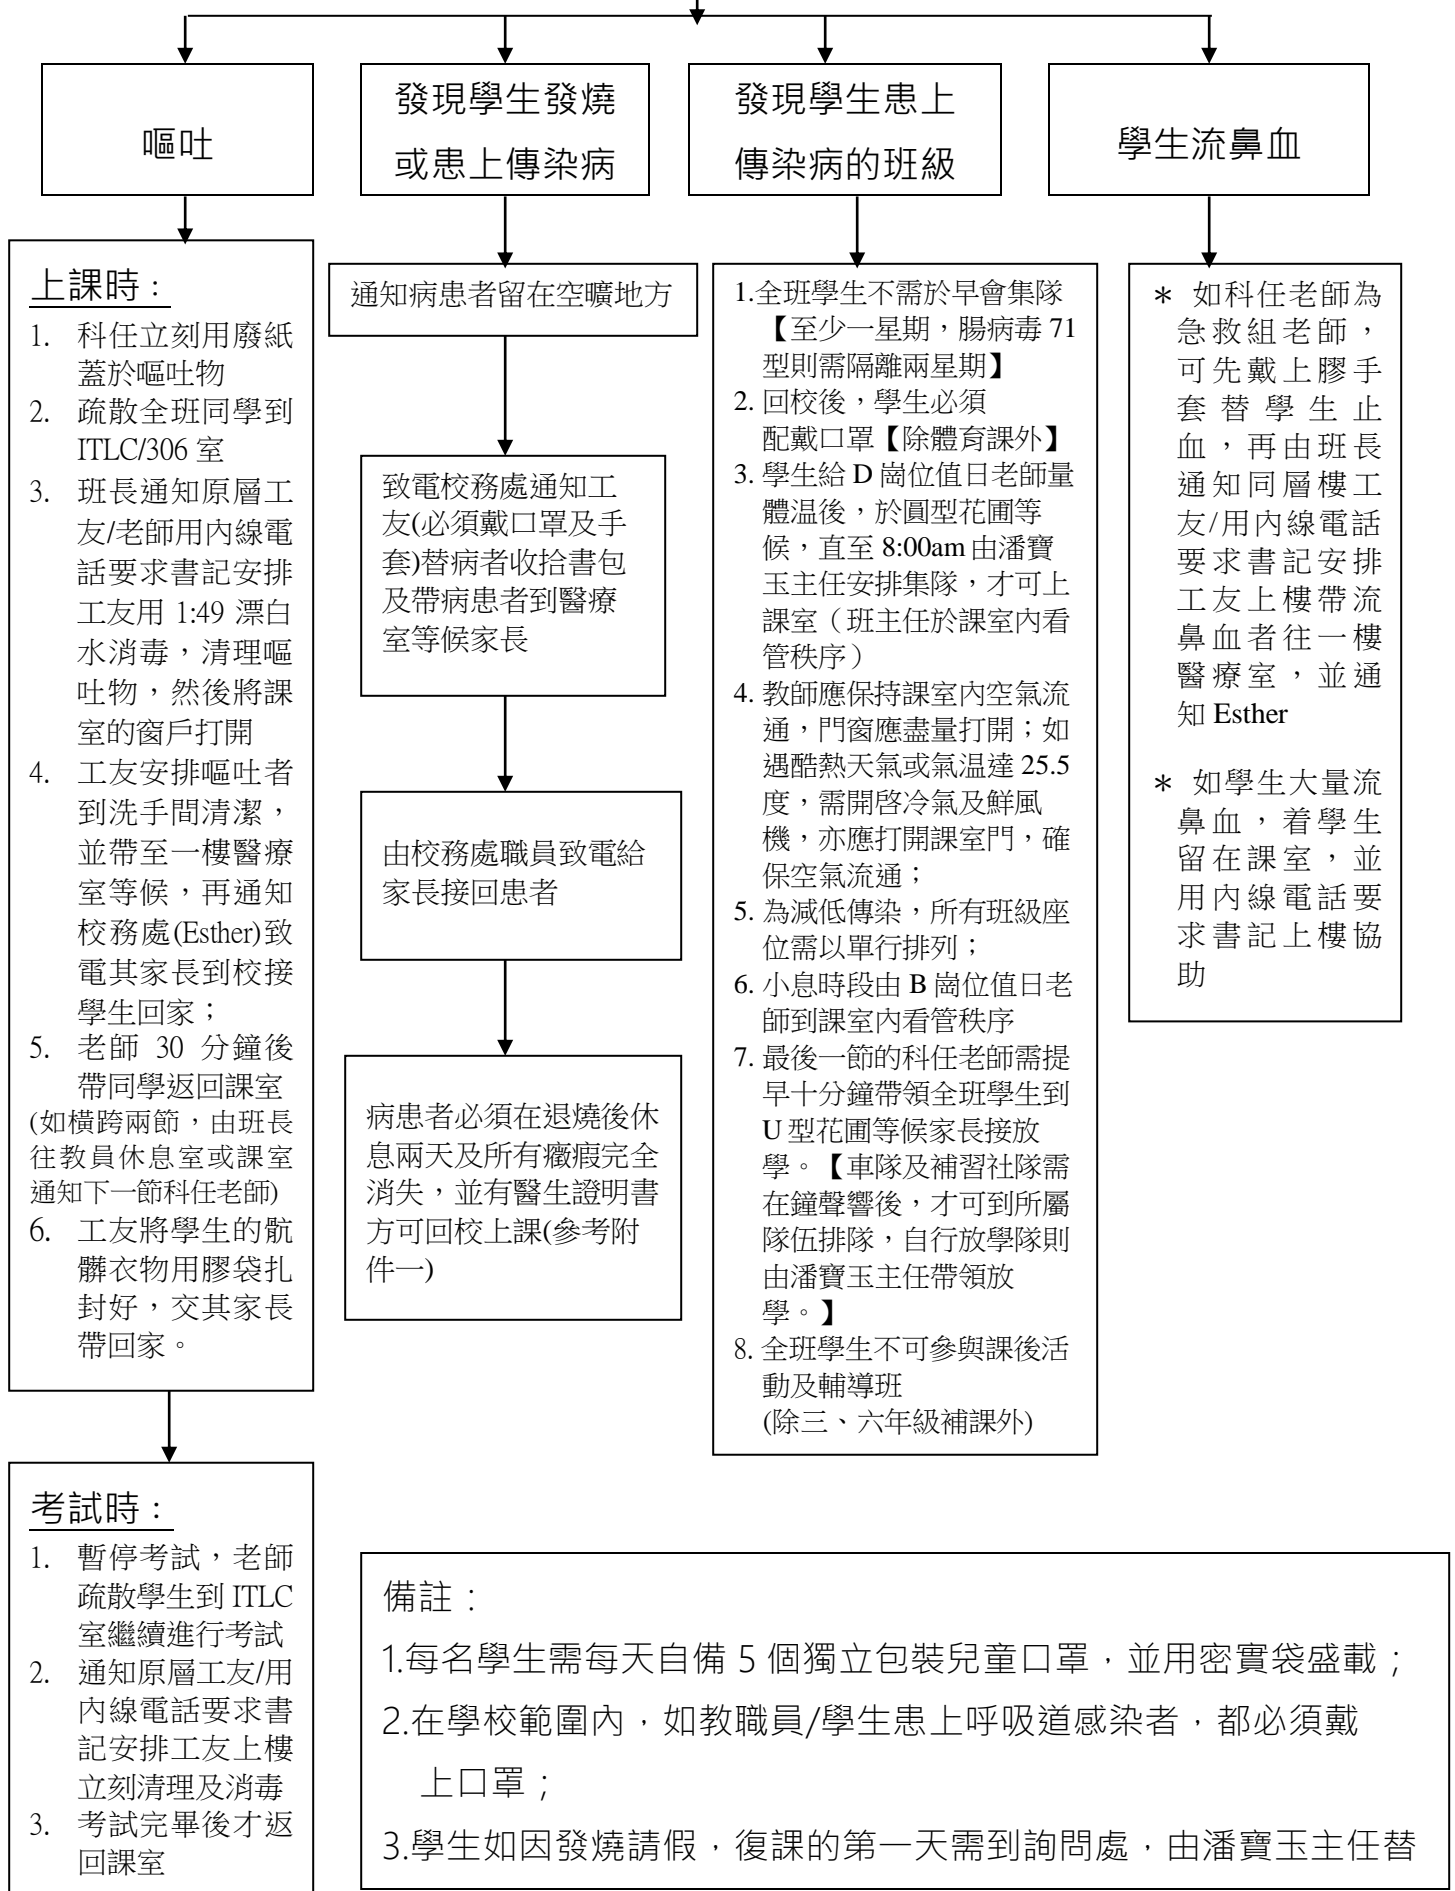 嘔吐
發現學生發燒
或患上傳染病
發現學生患上
傳染病的班級
學生流鼻血
上課時：
1. 科任立刻用廢紙
蓋於嘔吐物
2. 疏散全班同學到
ITLC/306 室
3. 班長通知原層工
友/老師用內線電
話要求書記安排
工友用 1:49 漂白
水消毒，清理嘔
吐物，然後將課
室的窗戶打開
4. 工友安排嘔吐者
到洗手間清潔，
並帶至一樓醫療
室等候，再通知
校務處(Esther)致
電其家長到校接
學生回家；
5. 老師 30 分鐘後
帶同學返回課室
(如橫跨兩節，由班長
往教員休息室或課室
通知下一節科任老師)
6. 工友將學生的骯
髒衣物用膠袋扎
封好，交其家長
帶回家。
考試時：
1. 暫停考試，老師
疏散學生到 ITLC
室繼續進行考試
2. 通知原層工友/用
內線電話要求書
記安排工友上樓
立刻清理及消毒
3. 考試完畢後才返
回課室
通知病患者留在空曠地方
致電校務處通知工
友(必須戴口罩及手
套)替病者收拾書包
及帶病患者到醫療
室等候家長
由校務處職員致電給
家長接回患者
病患者必須在退燒後休
息兩天及所有癥瘕完全
消失，並有醫生證明書
方可回校上課(參考附
件一)
1.全班學生不需於早會集隊
【至少一星期，腸病毒 71
型則需隔離兩星期】
2. 回校後，學生必須
配戴口罩【除體育課外】
3. 學生給 D 崗位值日老師量
體温後，於圓型花圃等
候，直至 8:00am 由潘寶
玉主任安排集隊，才可上
課室（班主任於課室內看
管秩序）
4. 教師應保持課室內空氣流
通，門窗應盡量打開；如
遇酷熱天氣或氣温達 25.5
度，需開啓冷氣及鮮風
機，亦應打開課室門，確
保空氣流通；
5. 為減低傳染，所有班級座
位需以單行排列；
6. 小息時段由 B 崗位值日老
師到課室內看管秩序
7. 最後一節的科任老師需提
早十分鐘帶領全班學生到
U 型花圃等候家長接放
學。【車隊及補習社隊需
在鐘聲響後，才可到所屬
隊伍排隊，自行放學隊則
由潘寶玉主任帶領放
學。】
8. 全班學生不可參與課後活
動及輔導班
(除三、六年級補課外)
＊ 如科任老師為
急救組老師，
可先戴上膠手
套替學生止
血，再由班長
通知同層樓工
友/用內線電話
要求書記安排
工友上樓帶流
鼻血者往一樓
醫療室，並通
知 Esther
＊ 如學生大量流
鼻血，着學生
留在課室，並
用內線電話要
求書記上樓協
助
備註：
1.每名學生需每天自備 5 個獨立包裝兒童口罩，並用密實袋盛載；
2.在學校範圍內，如教職員/學生患上呼吸道感染者，都必須戴
上口罩；
3.學生如因發燒請假，復課的第一天需到詢問處，由潘寶玉主任替